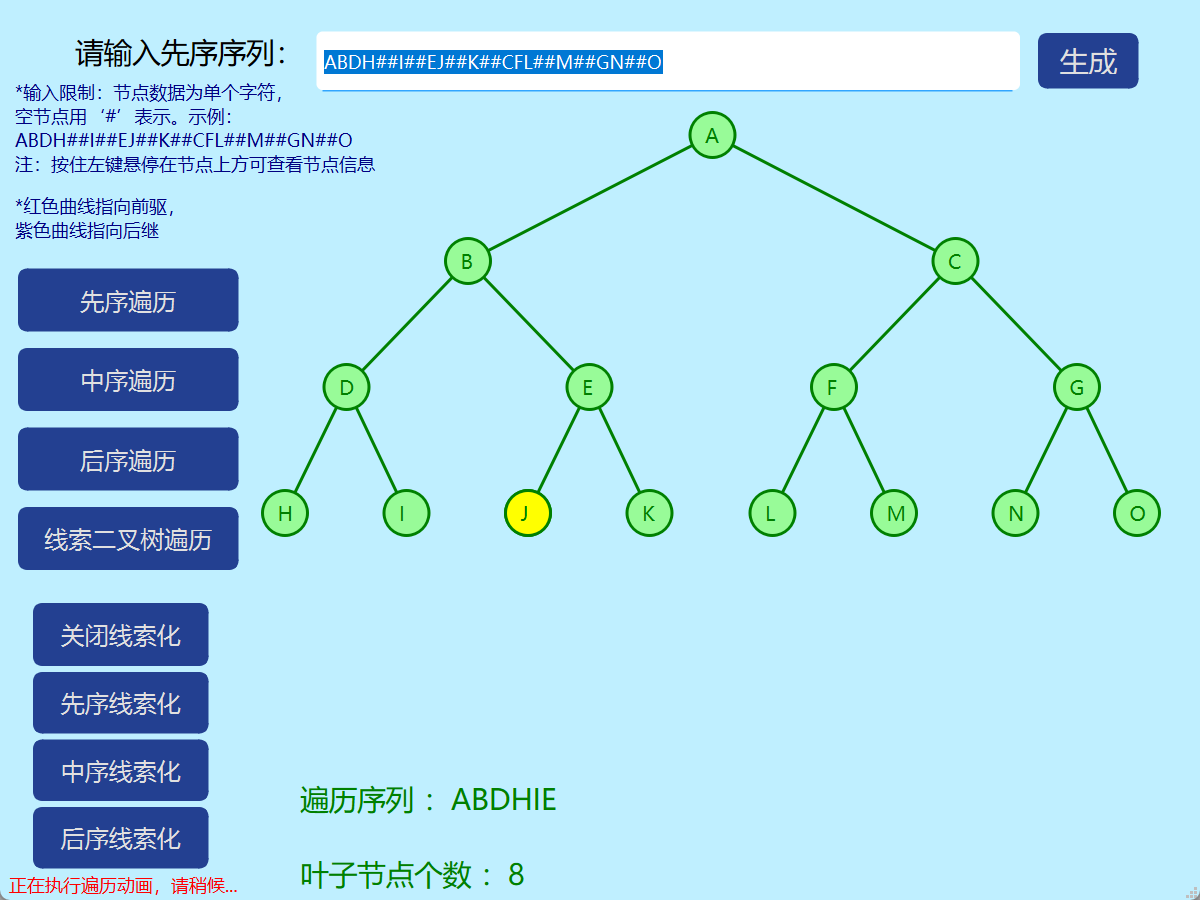 请输入先序序列：
ABDH##I##EJ##K##CFL##M##GN##O
生成
*输入限制：节点数据为单个字符，
空节点用‘#’表示。示例：
ABDH##I##EJ##K##CFL##M##GN##O
注：按住左键悬停在节点上方可查看节点信息
*红色曲线指向前驱，
紫色曲线指向后继
A
B
C
D
E
F
G
H
I
J
K
L
M
N
O
先序遍历
中序遍历
后序遍历
线索二叉树遍历
关闭线索化
先序线索化
中序线索化
后序线索化
正在执行遍历动画，请稍候...
遍历序列 ：ABDHIE
叶子节点个数 ：8